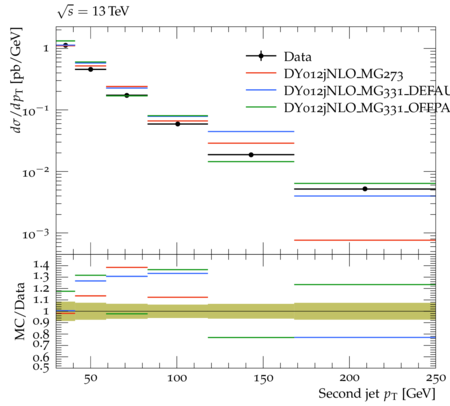 √s = 13 TeV
dσ/dpT [pb/GeV]
1
10⁻¹
10⁻²
10⁻³
Data
DY012jNLO_MG273
DY012jNLO_MG331_DEFAU
DY012jNLO_MG331_OFFPA
MC/Data
1.4
1.3
1.2
1.1
1
0.9
0.8
0.7
0.6
0.5
50
100
150
200
250
Second jet pT [GeV]